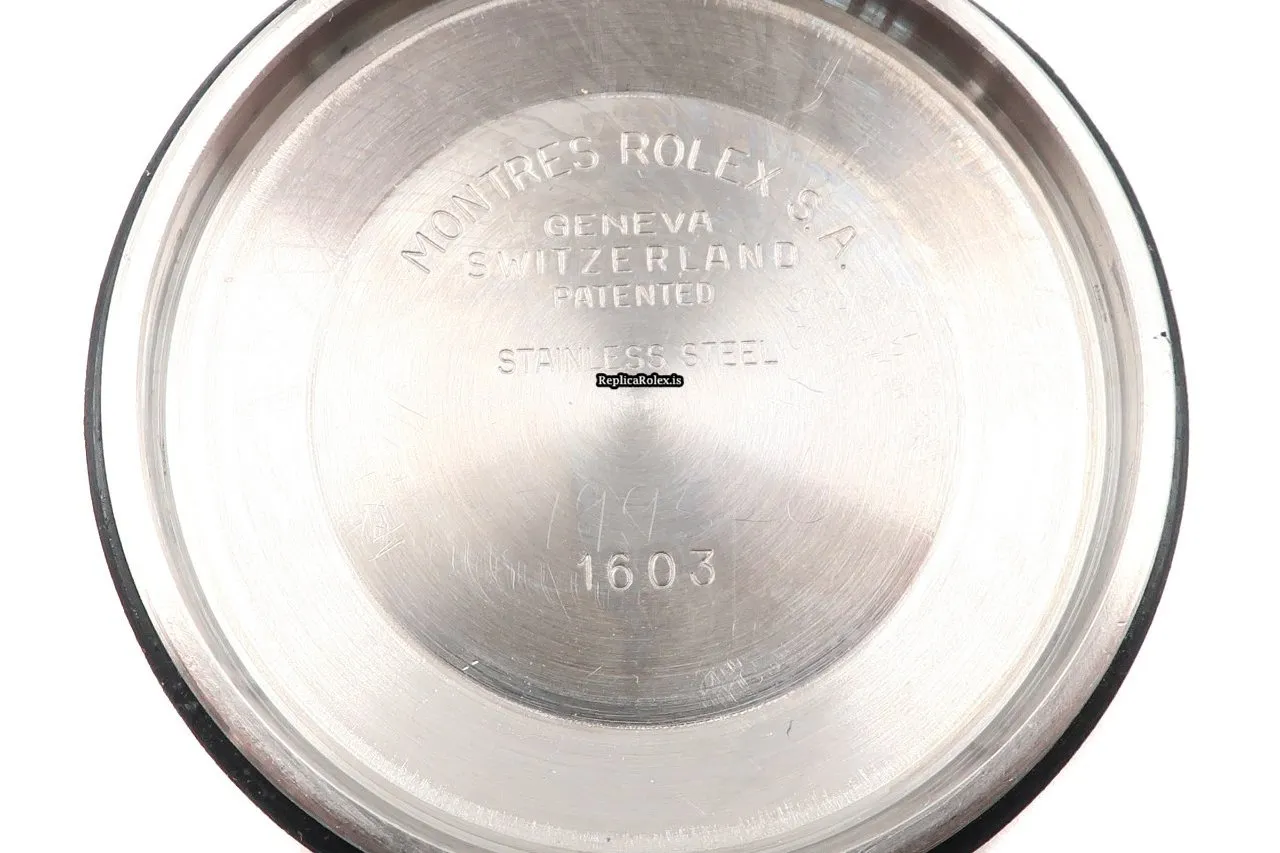 MONTRES ROLEX S.A.
GENEVA
SWITZERLAND
PATENTED
STAINLESS STEEL
ReplicaRolex.is
1603